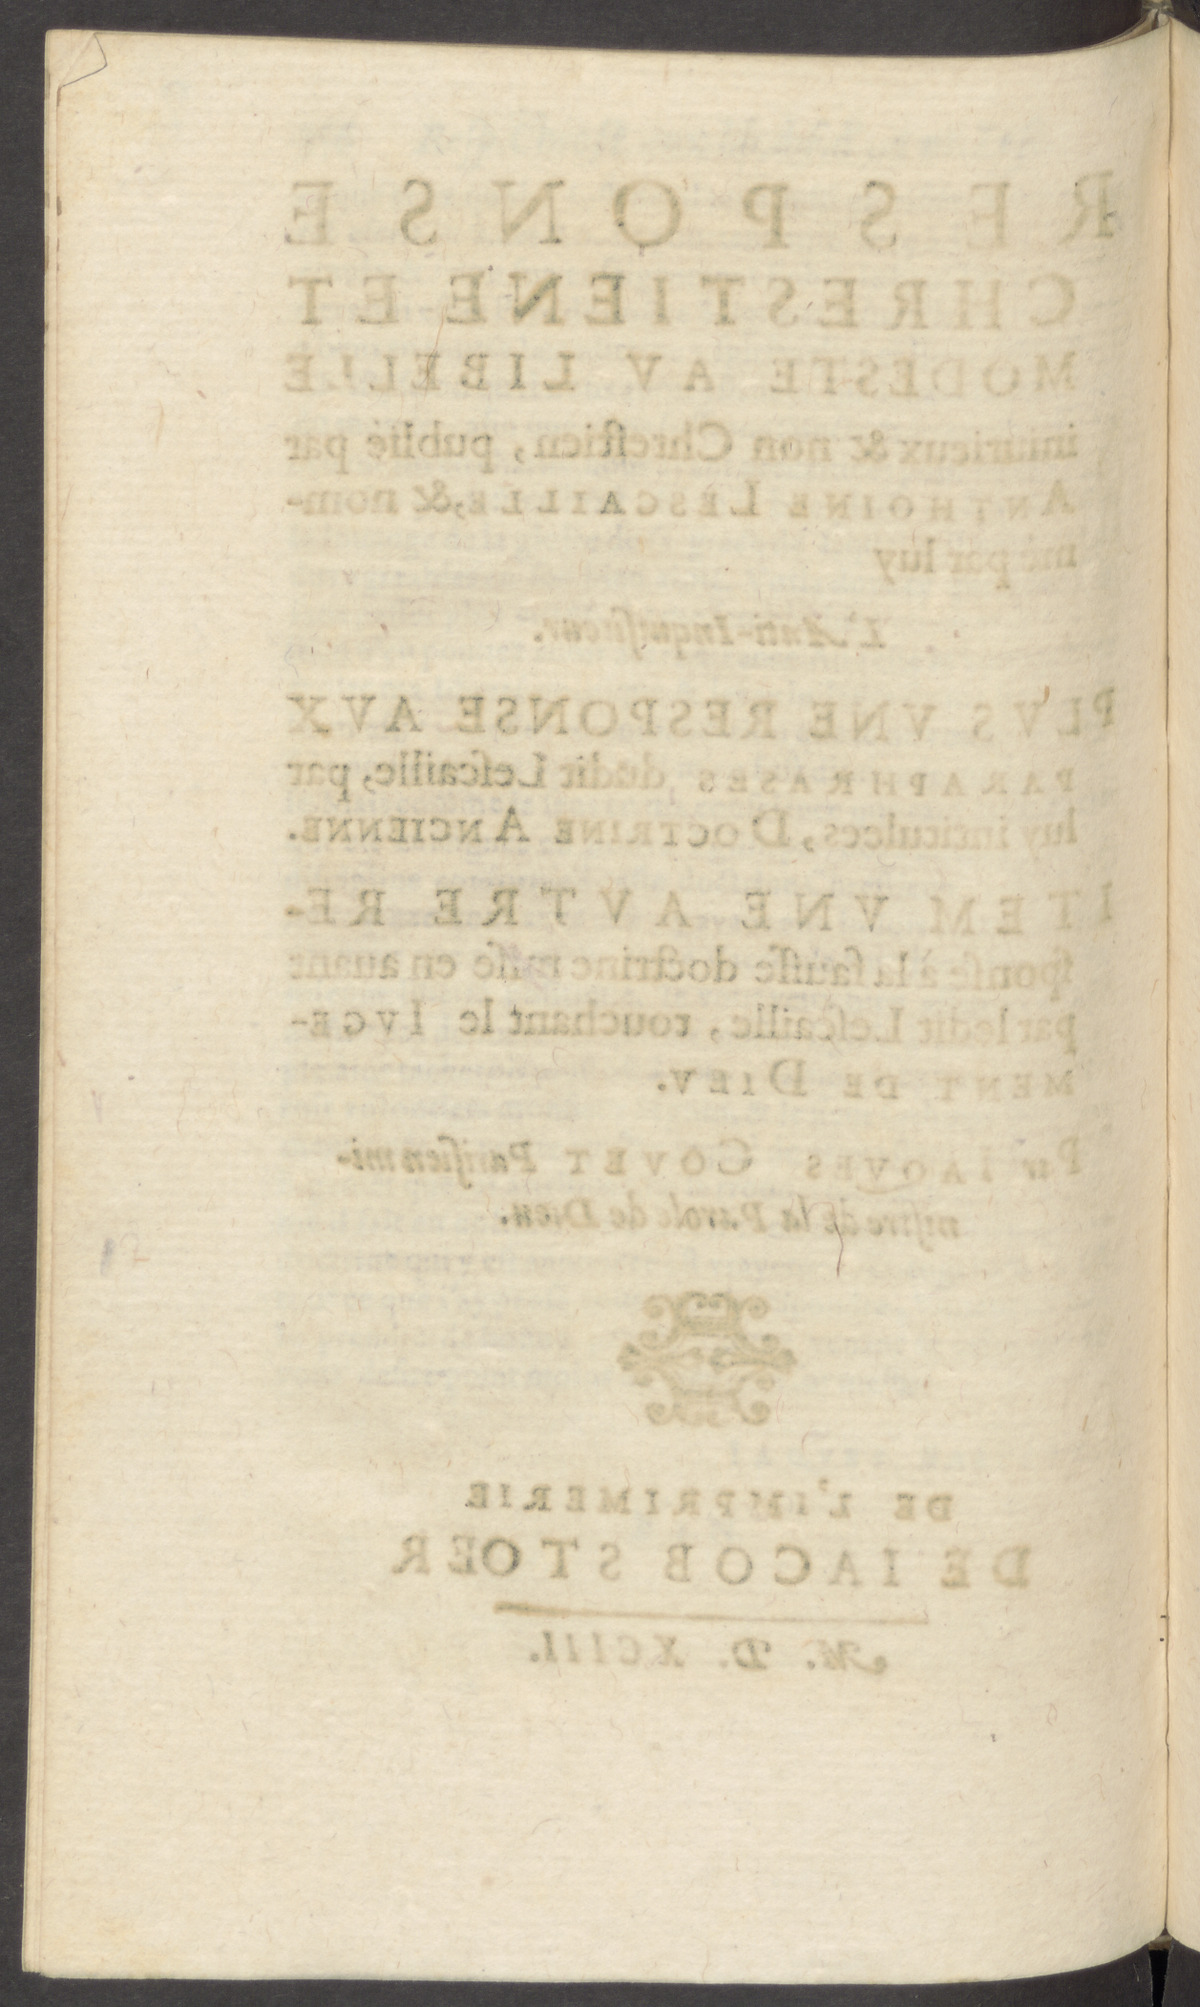 RESPONSE
CHRESTIENE ET
MODESTE AV LIBELLE
iniurieux & non Chreſtien, publié par
ANTHOINE LESCAILLE, & nom-
mé par luy
L'Anti-Inquiſiteur.
PLVS VNE RESPONSE AVX
PARAPHRASES dudit Leſcaille, par
luy intitulees, DOCTRINE ANCIENNE.
ITEM VNE AVTRE RE-
ſponſe à la fauſſe doctrine miſe en auant
par ledit Leſcaille, touchant le IVGE-
MENT DE DIEV.
Par IAQVES COVET Pariſien mi-
niſtre de la Parole de Dieu.
DE L'IMPRIMERIE
DE IACOB STOER
M. D. XCIII.